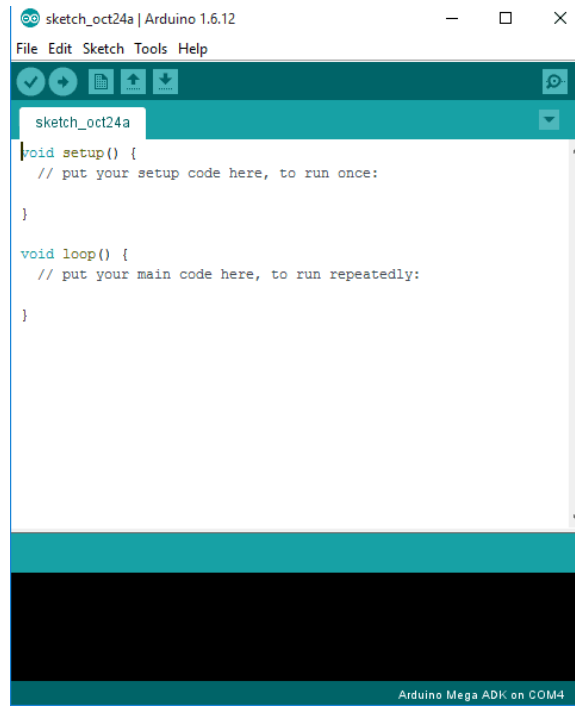 sketch_oct24a | Arduino 1.6.12
File Edit Sketch Tools Help
sketch_oct24a
void setup() {
  // put your setup code here, to run once:
}
void loop() {
  // put your main code here, to run repeatedly:
}
Arduino Mega ADK on COM4